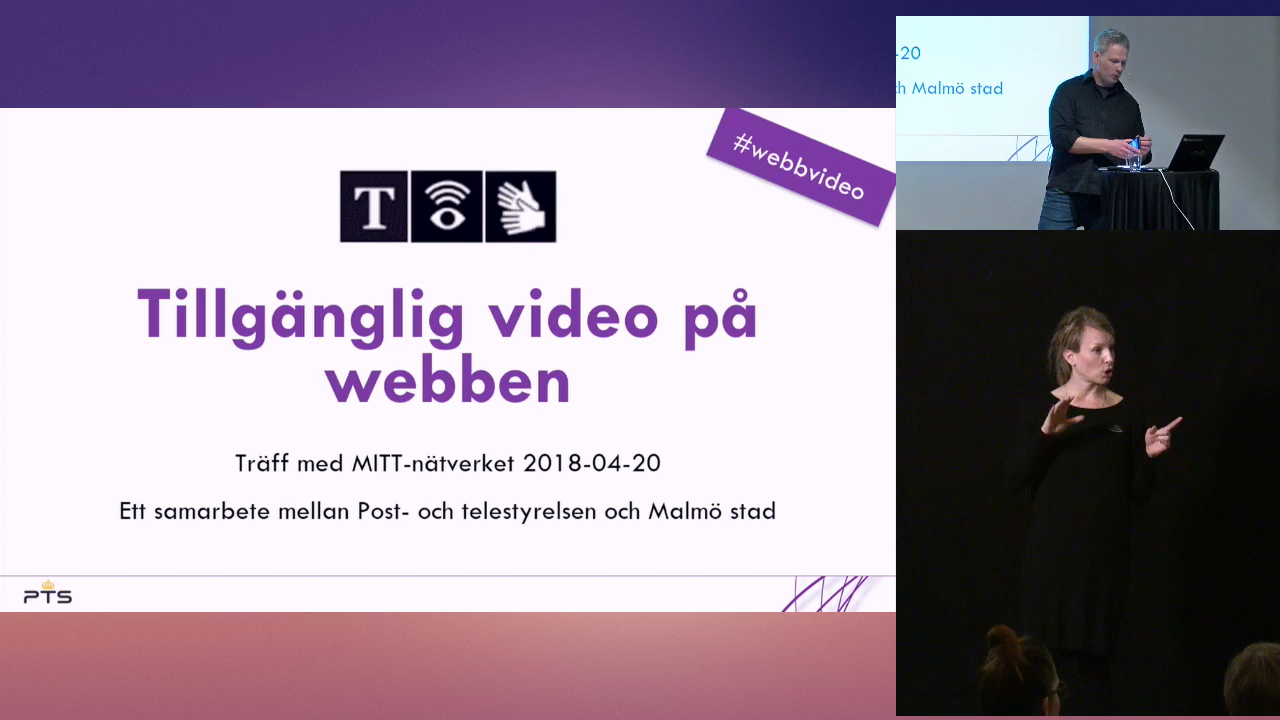 #webbvideo
T
Tillgänglig video på
webben
Träff med MITT-nätverket 2018-04-20
Ett samarbete mellan Post- och telestyrelsen och Malmö stad
PTS
-20
ch Malmö stad